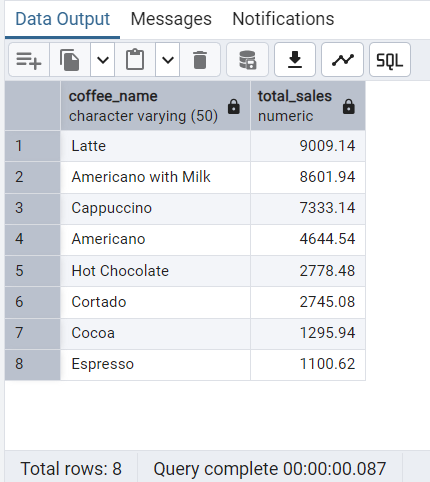 Data Output Messages Notifications
SQL
coffee_name total_sales
character varying (50) numeric
1 Latte 9009.14
2 Americano with Milk 8601.94
3 Cappuccino 7333.14
4 Americano 4644.54
5 Hot Chocolate 2778.48
6 Cortado 2745.08
7 Cocoa 1295.94
8 Espresso 1100.62
Total rows: 8 Query complete 00:00:00.087